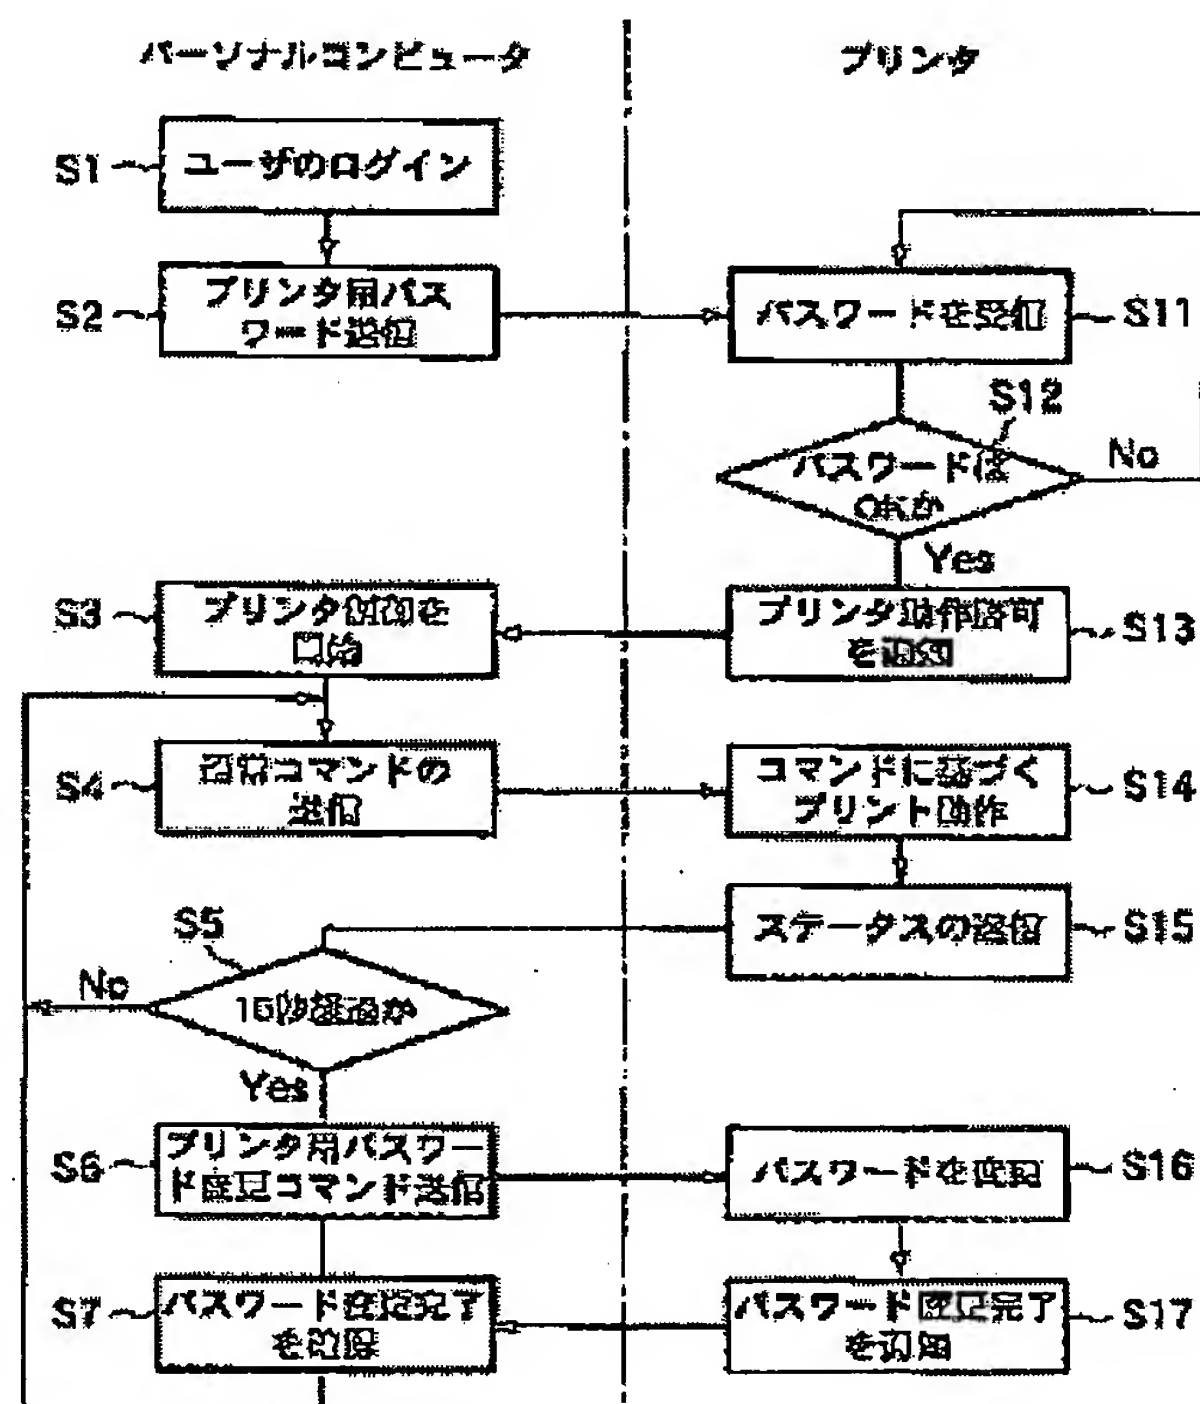 パーソナルコンピュータ
プリンタ
S1
ユーザのログイン
S2
プリンタ用パス
ワード送信
パスワードを受信
S11
S12
パスワードは
OKか
No
Yes
S3
プリンタ制御を
開始
プリンタ動作許可
を通知
S13
S4
通常コマンドの
送信
コマンドに基づく
プリント動作
S14
ステータスの返信
S15
S5
No
秒経過か
Yes
S6
プリンタ用パスワー
ド変更コマンド送信
パスワードを
S16
S7
パスワード変更完了
を確認
パスワード変更完了
を通知
S17